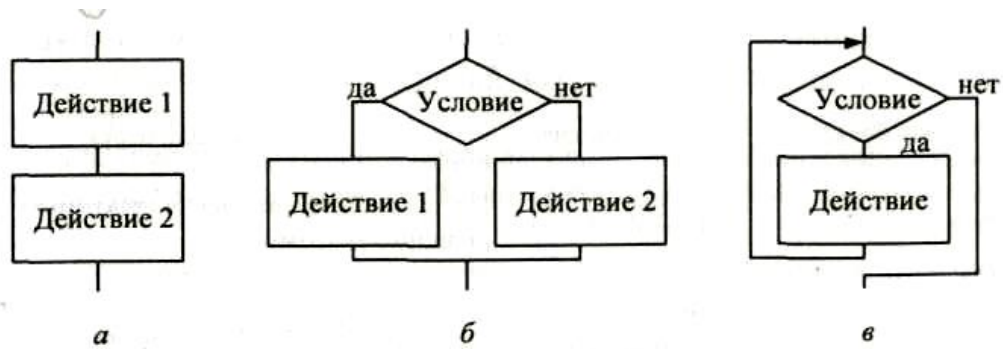 Действие 1
Действие 2
а
да
Условие
нет
Действие 1
Действие 2
б
Условие
нет
да
Действие
в